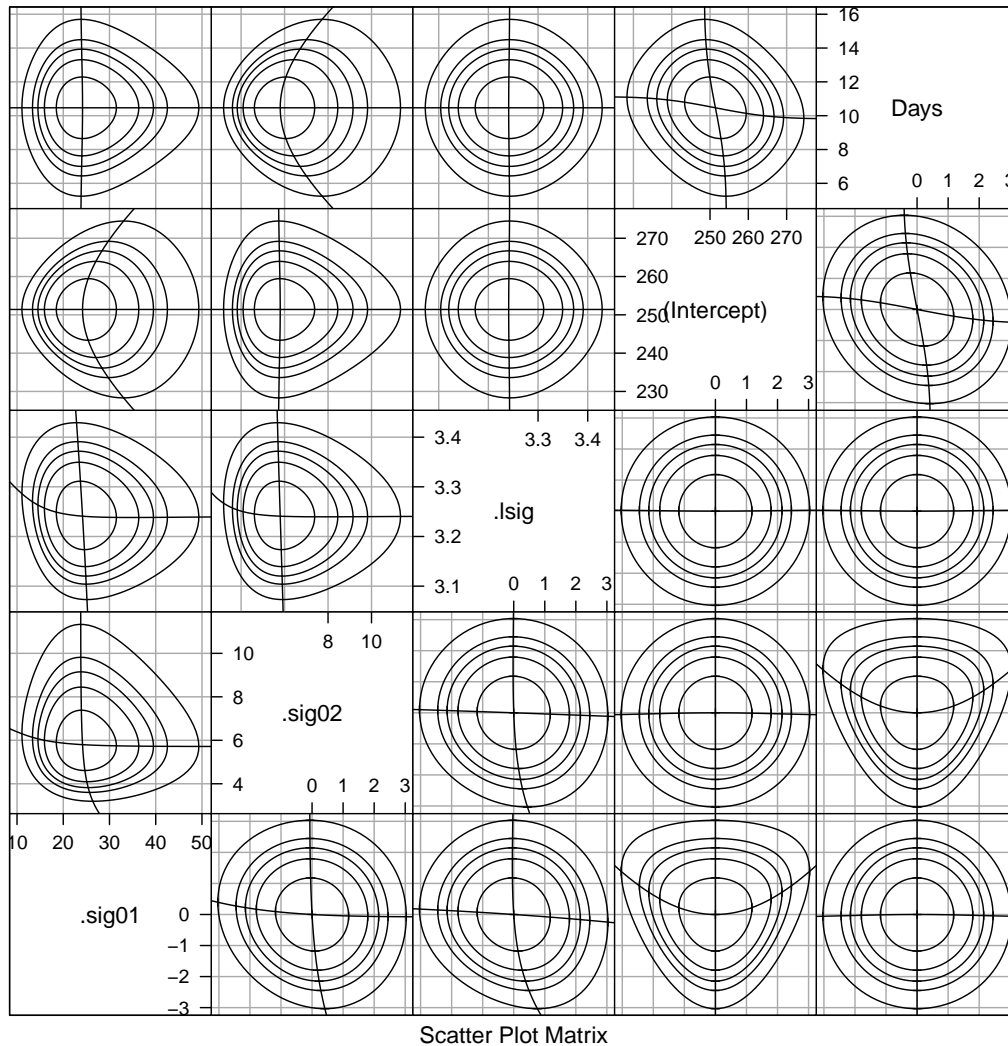 16
14
12
10
8
6
Days
0 1 2 3
270
260
250
240
230
250 260 270
(Intercept)
0 1 2 3
3.4
3.3
3.2
3.1
3.3 3.4
.lsig
0 1 2 3
10
8
6
4
8 10
.sig02
0 1 2 3
10 20 30 40 50
.sig01
0
−1
−2
−3
Scatter Plot Matrix